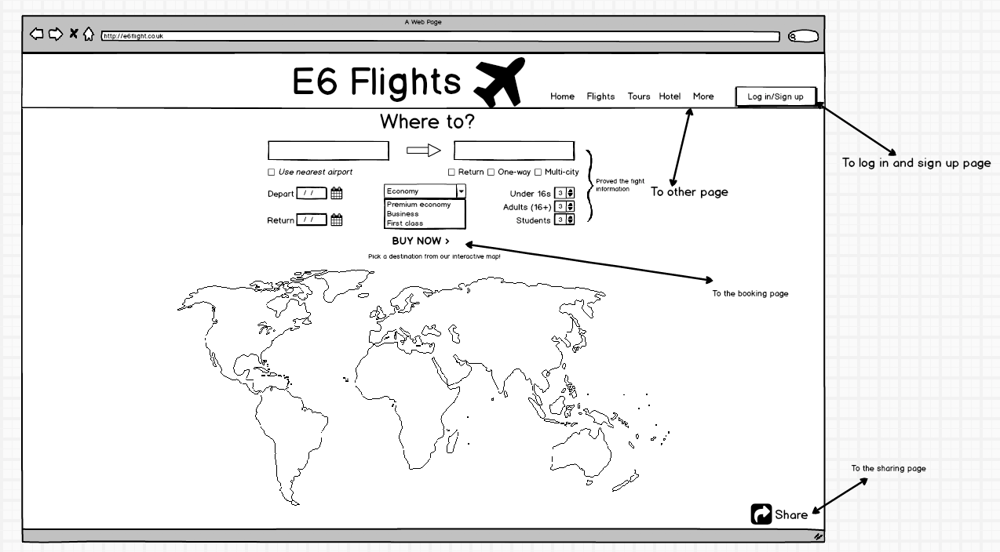 A Web Page
http://e6flight.co.uk
E6 Flights
Home Flights Tours Hotel More
Log in/Sign up
Where to?
To log in and sign up page
Use nearest airport
Return One-way Multi-city
Proved the fight
information
To other page
Depart / /
Economy
Under 16s 3
Premium economy
Adults (16+) 3
Business
Return / /
First class
Students 3
BUY NOW >
Pick a destination from our interactive map!
To the booking page
To the sharing page
Share